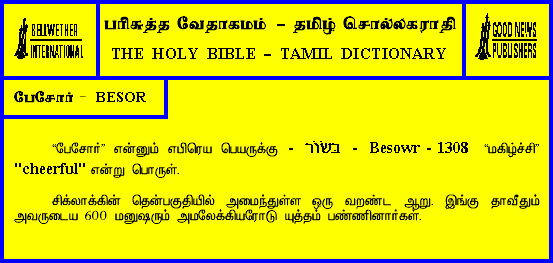 BELLWETHER
INTERNATIONAL
பரிசுத்த வேதாகமம் – தமிழ் சொல்லகராதி
THE HOLY BIBLE – TAMIL DICTIONARY
GOOD NEWS
PUBLISHERS
பேசோர் – BESOR
“பேசோர்” என்னும் எபிரெய பெயருக்கு - בשׂור - Besowr - 1308 “மகிழ்ச்சி”
"cheerful" என்று பொருள்.
சிக்லாக்கின் தென்பகுதியில் அமைந்துள்ள ஒரு வறண்ட ஆறு. இங்கு தாவீதும்
அவருடைய 600 மனுஷரும் அமலேக்கியரோடு யுத்தம் பண்ணினார்கள்.